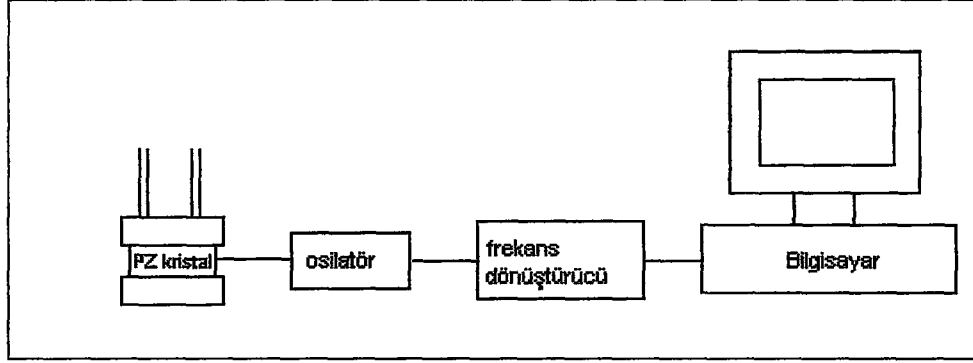 PZ kristal
osilatör
frekans
dönüştürücü
Bilgisayar